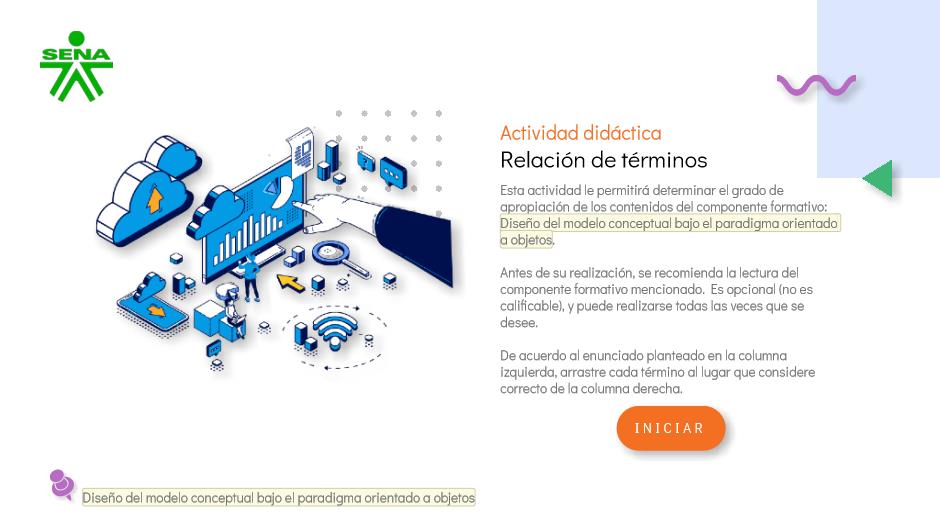 SENA
Actividad didáctica
Relación de términos
Esta actividad le permitirá determinar el grado de
apropiación de los contenidos del componente formativo:
Diseño del modelo conceptual bajo el paradigma orientado
a objetos.
Antes de su realización, se recomienda la lectura del
componente formativo mencionado. Es opcional (no es
calificable), y puede realizarse todas las veces que se
desee.
De acuerdo al enunciado planteado en la columna
izquierda, arrastre cada término al lugar que considere
correcto de la columna derecha.
INICIAR
Diseño del modelo conceptual bajo el paradigma orientado a objetos